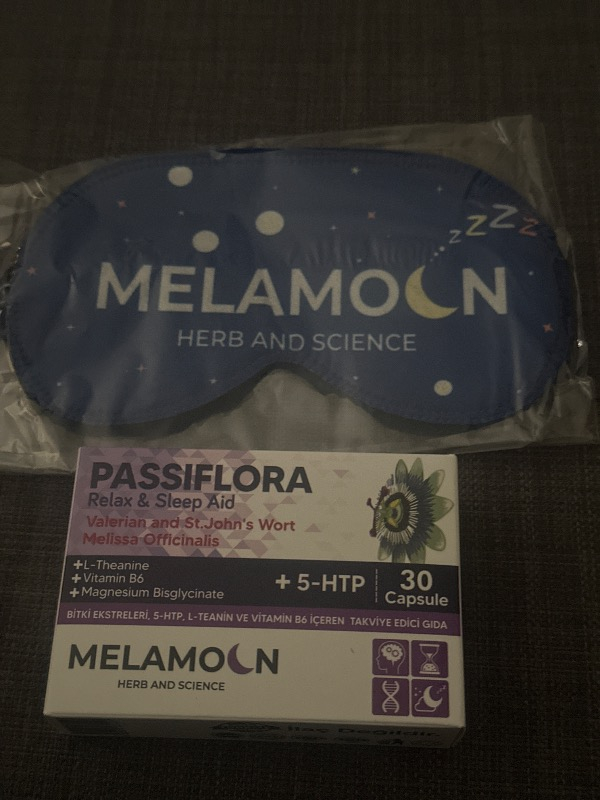 z z z z
MELAMOON
HERB AND SCIENCE
PASSIFLORA
Relax & Sleep Aid
Valerian and St.John's Wort
Melissa Officinalis
+L-Theanine
+Vitamin B6
+Magnesium Bisglycinate
+ 5-HTP
30
Capsule
BİTKİ EKSTRELERİ, 5-HTP, L-TEANİN VE VİTAMİN B6 İÇEREN TAKVİYE EDİCİ GIDA
MELAMOON
HERB AND SCIENCE
İlaç Değildir.